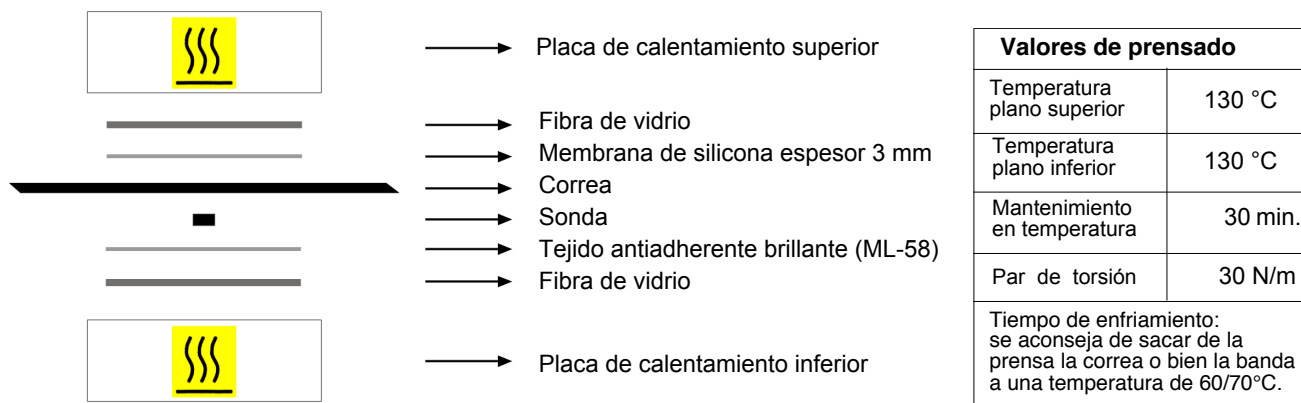 Placa de calentamiento superior
Fibra de vidrio
Membrana de silicona espesor 3 mm
Correa
Sonda
Tejido antiadherente brillante (ML-58)
Fibra de vidrio
Placa de calentamiento inferior
Valores de prensado
Temperatura
plano superior
130 °C
Temperatura
plano inferior
130 °C
Mantenimiento
en temperatura
30 min.
Par de torsión
30 N/m
Tiempo de enfriamiento:
se aconseja de sacar de la
prensa la correa o bien la banda
a una temperatura de 60/70°C.